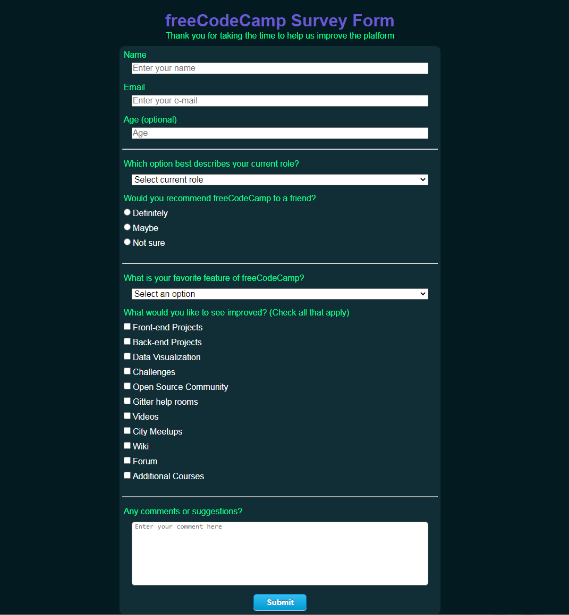 freeCodeCamp Survey Form
Thank you for taking the time to help us improve the platform
Name
Enter your name
Email
Enter your e-mail
Age (optional)
Age
Which option best describes your current role?
Select current role
Would you recommend freeCodeCamp to a friend?
Definitely
Maybe
Not sure
What is your favorite feature of freeCodeCamp?
Select an option
What would you like to see improved? (Check all that apply)
Front-end Projects
Back-end Projects
Data Visualization
Challenges
Open Source Community
Gitter help rooms
Videos
City Meetups
Wiki
Forum
Additional Courses
Any comments or suggestions?
Enter your comment here
Submit